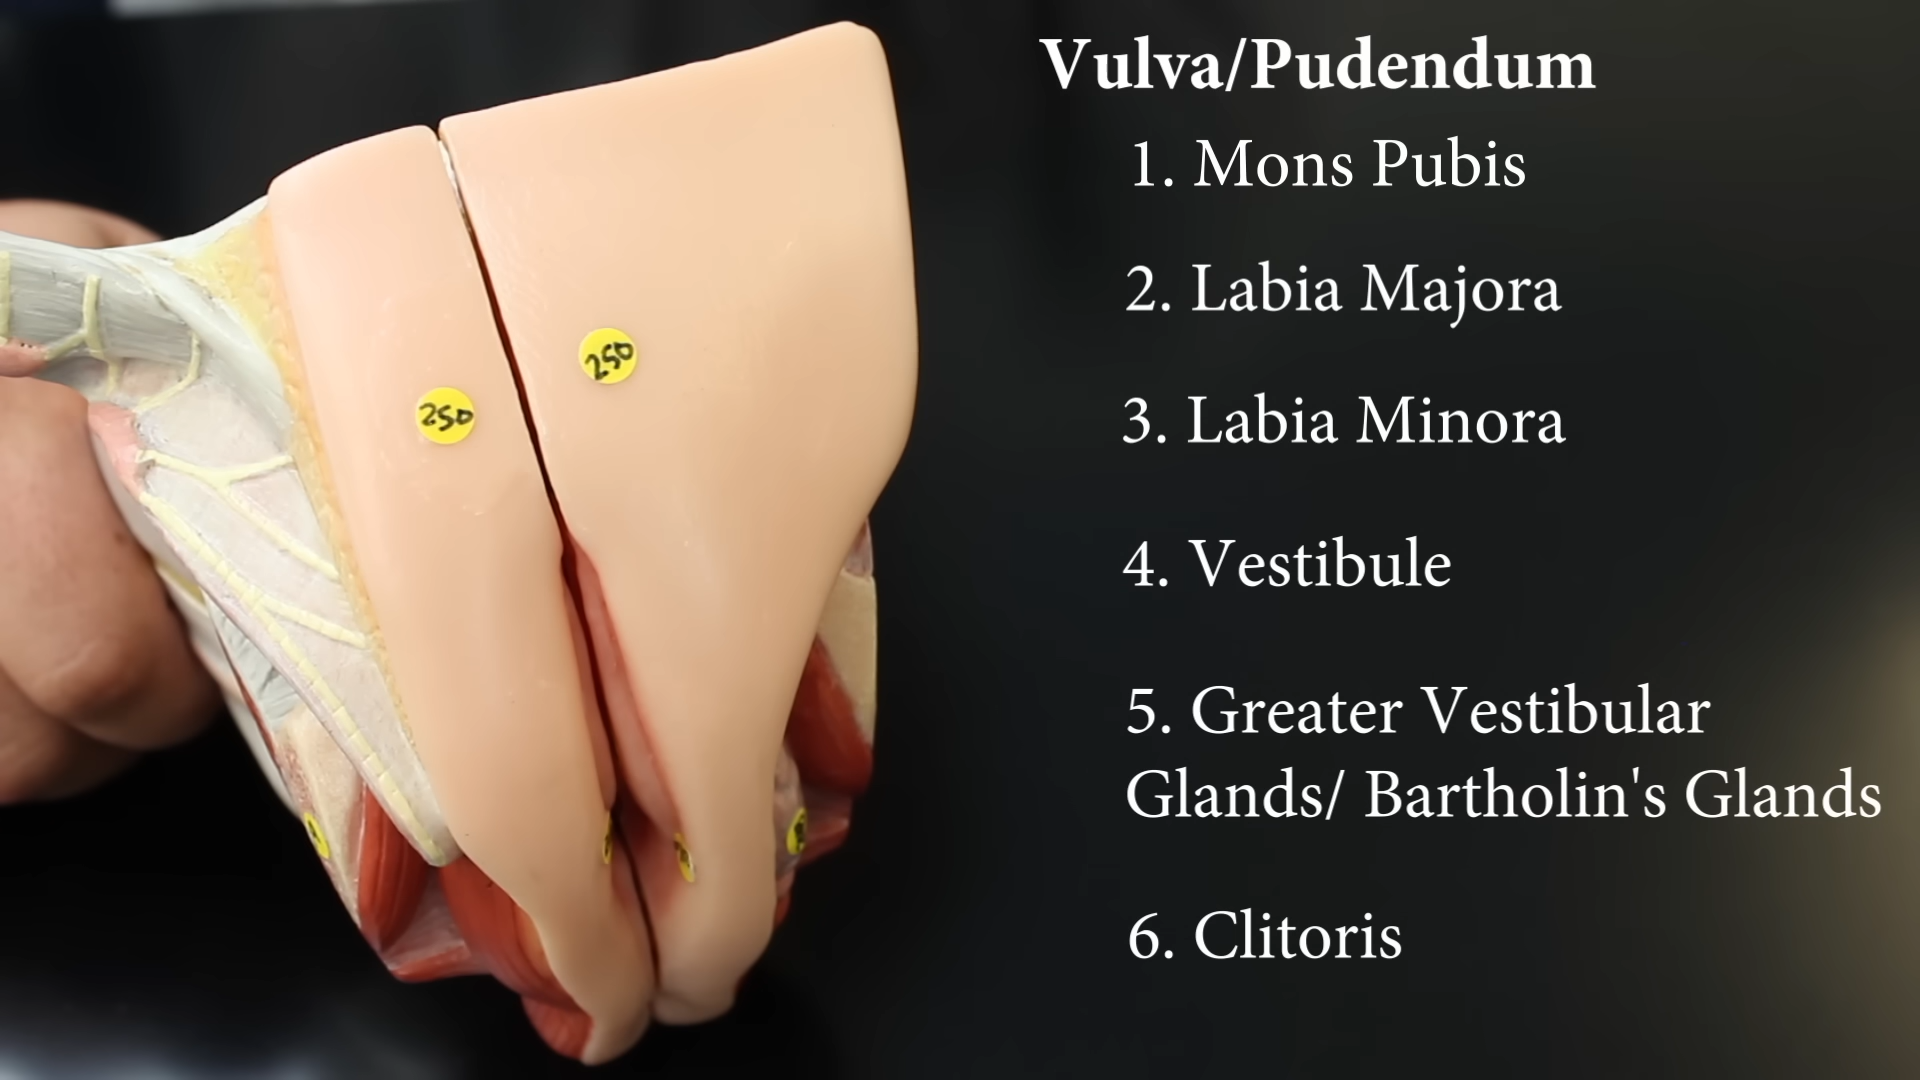 Vulva/Pudendum
1. Mons Pubis
2. Labia Majora
3. Labia Minora
4. Vestibule
5. Greater Vestibular
Glands/ Bartholin's Glands
6. Clitoris
250
250